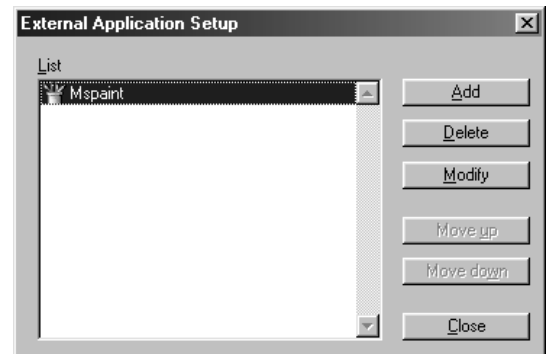 External Application Setup
List
Mspaint
Add
Delete
Modify
Move up
Move down
Close